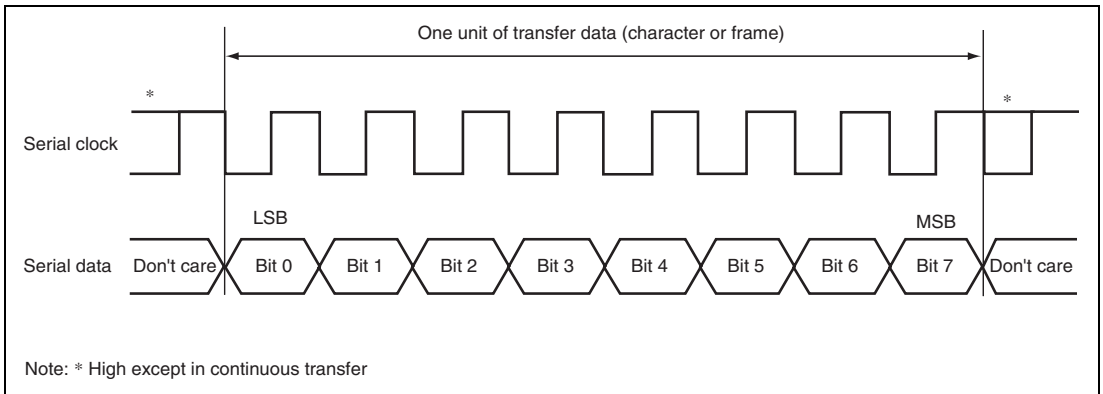 One unit of transfer data (character or frame)
* *
Serial clock
LSB MSB
Serial data Don't care Bit 0 Bit 1 Bit 2 Bit 3 Bit 4 Bit 5 Bit 6 Bit 7 Don't care
Note: * High except in continuous transfer